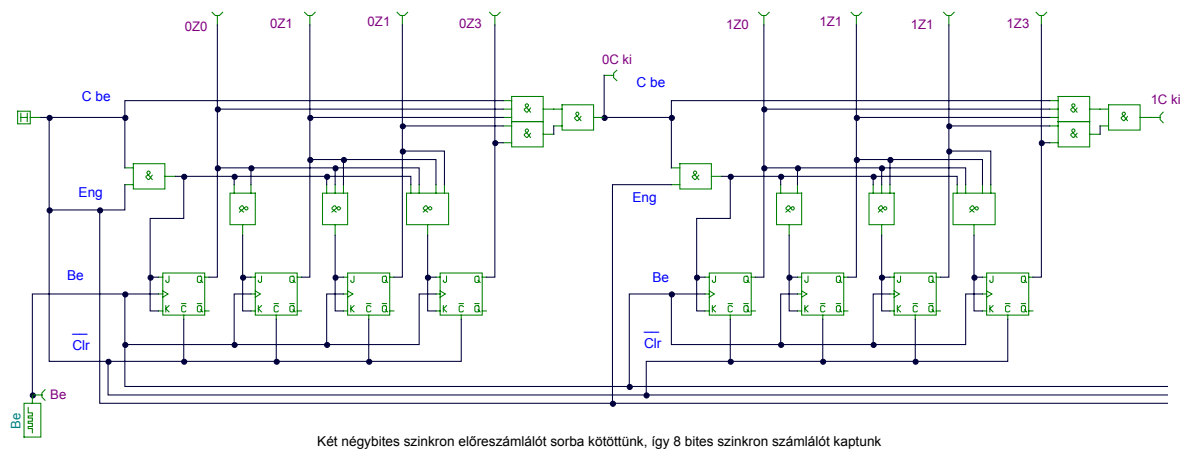 0Z0 0Z1 0Z1 0Z3 1Z0 1Z1 1Z1 1Z3
0C ki
C be C be 1C ki
H & & & & & & & &
Eng Eng
& & & & & &
Be Be
J Q J Q J Q J Q J Q J Q J Q J Q
K C Q K C Q K C Q K C Q K C Q K C Q K C Q K C Q
Clr Clr
Be
Be
Két négybites szinkron előreszámlálót sorba kötöttünk, így 8 bites szinkron számlálót kaptunk